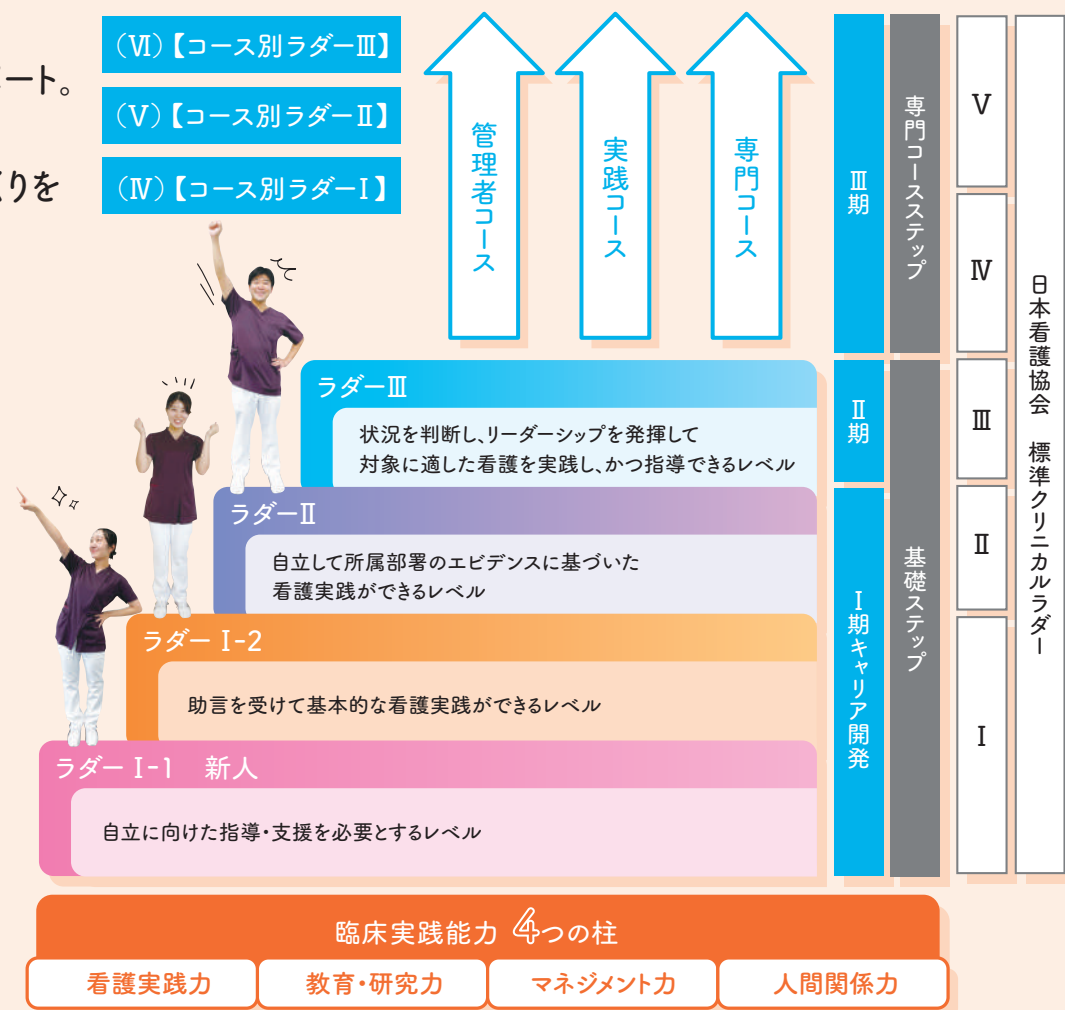 ート。
くりを
(Ⅵ)【コース別ラダーⅢ】
(Ⅴ)【コース別ラダーⅡ】
(Ⅳ)【コース別ラダーⅠ】
管理者コース
実践コース
専門コース
ラダーⅢ
状況を判断し、リーダーシップを発揮して
対象に適した看護を実践し、かつ指導できるレベル
ラダーⅡ
自立して所属部署のエビデンスに基づいた
看護実践ができるレベル
ラダー Ⅰ-2
助言を受けて基本的な看護実践ができるレベル
ラダー Ⅰ-1 新人
自立に向けた指導・支援を必要とするレベル
Ⅲ期
Ⅱ期
Ⅰ期キャリア開発
専門コースステップ
基礎ステップ
Ⅴ
Ⅳ
Ⅲ
Ⅱ
Ⅰ
日本看護協会 標準クリニカルラダー
臨床実践能力 4つの柱
看護実践力
教育・研究力
マネジメント力
人間関係力